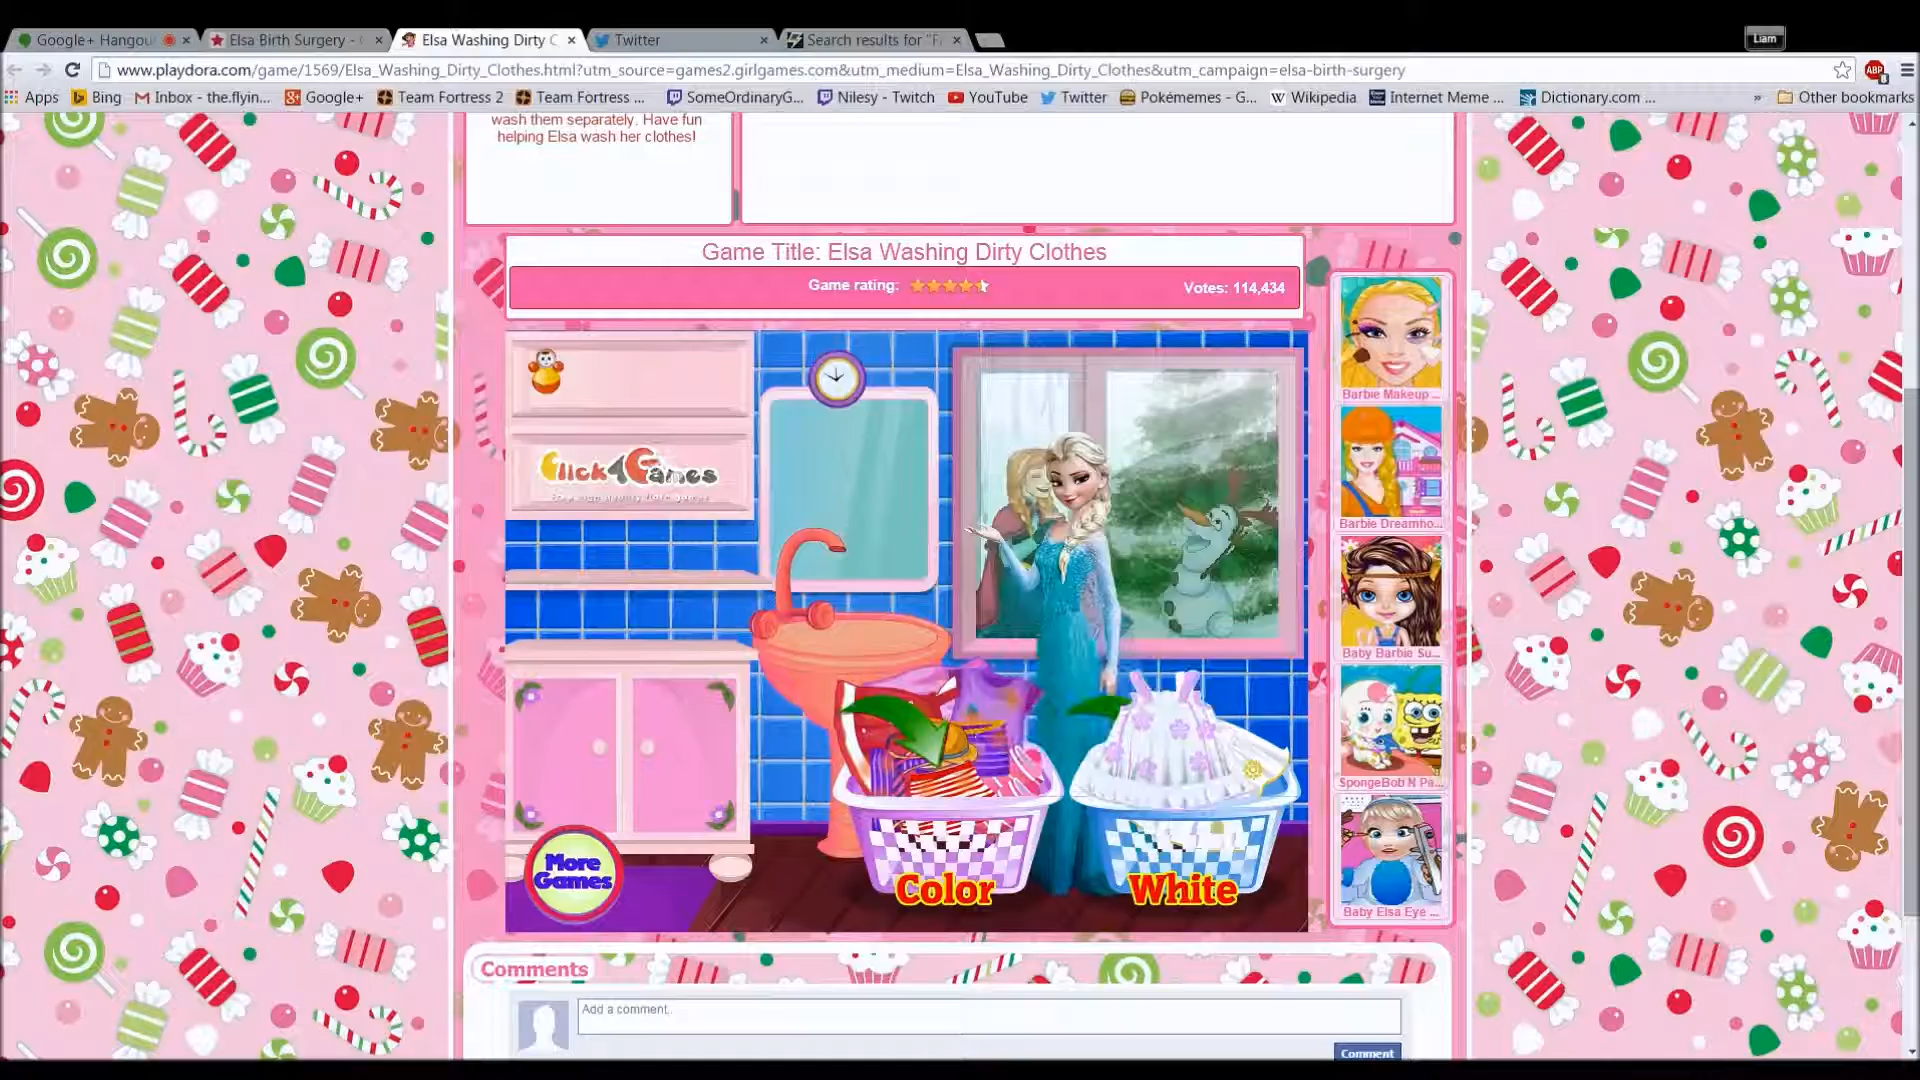 Google+ Hangou
Elsa Birth Surgery -
Elsa Washing Dirty C
Twitter
Search results for "F
Liam
www.playdora.com/game/1569/Elsa_Washing_Dirty_Clothes.html?utm_source=games2.girlgames.com&utm_medium=Elsa_Washing_Dirty_Clothes&utm_campaign=elsa-birth-surgery
ABP
Apps
Bing
Inbox - the.flyin...
Google+
Team Fortress 2
Team Fortress ...
SomeOrdinaryG...
Nilesy - Twitch
YouTube
Twitter
Pokémemes - G...
Wikipedia
Internet Meme ...
Dictionary.com ...
»
Other bookmarks
wash them separately. Have fun
helping Elsa wash her clothes!
Game Title: Elsa Washing Dirty Clothes
Game rating:
Votes: 114,434
Click4Games
More
Games
Color
White
Barbie Makeup ...
Barbie Dreamho...
Baby Barbie Su...
SpongeBob N Pa...
Baby Elsa Eye ...
Comments
Add a comment.
Comment